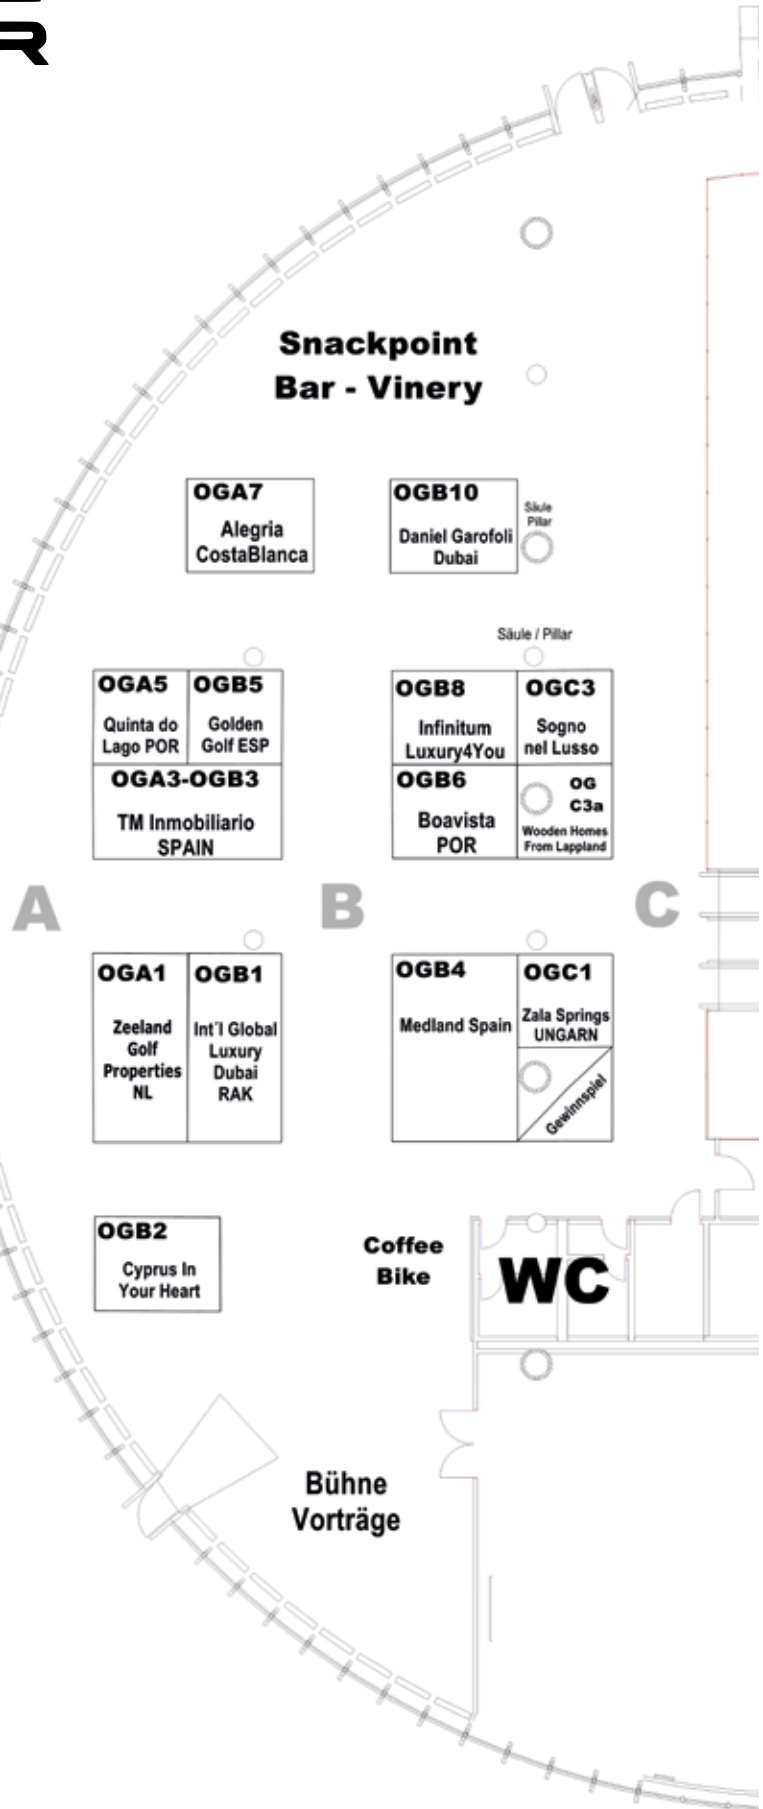 R
Snackpoint
Bar - Vinery
OGA7
Alegria
CostaBlanca
OGB10
Daniel Garofoli
Dubai
Säule
Pillar
Säule / Pillar
OGA5
Quinta do
Lago POR
OGB5
Golden
Golf ESP
OGA3-OGB3
TM Inmobiliario
SPAIN
OGB8
Infinitum
Luxury4You
OGC3
Sogno
nel Lusso
OGB6
Boavista
POR
OG
C3a
Wooden Homes
From Lappland
A
B
C
OGA1
Zeeland
Golf
Properties
NL
OGB1
Int´l Global
Luxury
Dubai
RAK
OGB4
Medland Spain
OGC1
Zala Springs
UNGARN
Gewinnspiel
OGB2
Cyprus In
Your Heart
Coffee
Bike
WC
Bühne
Vorträge